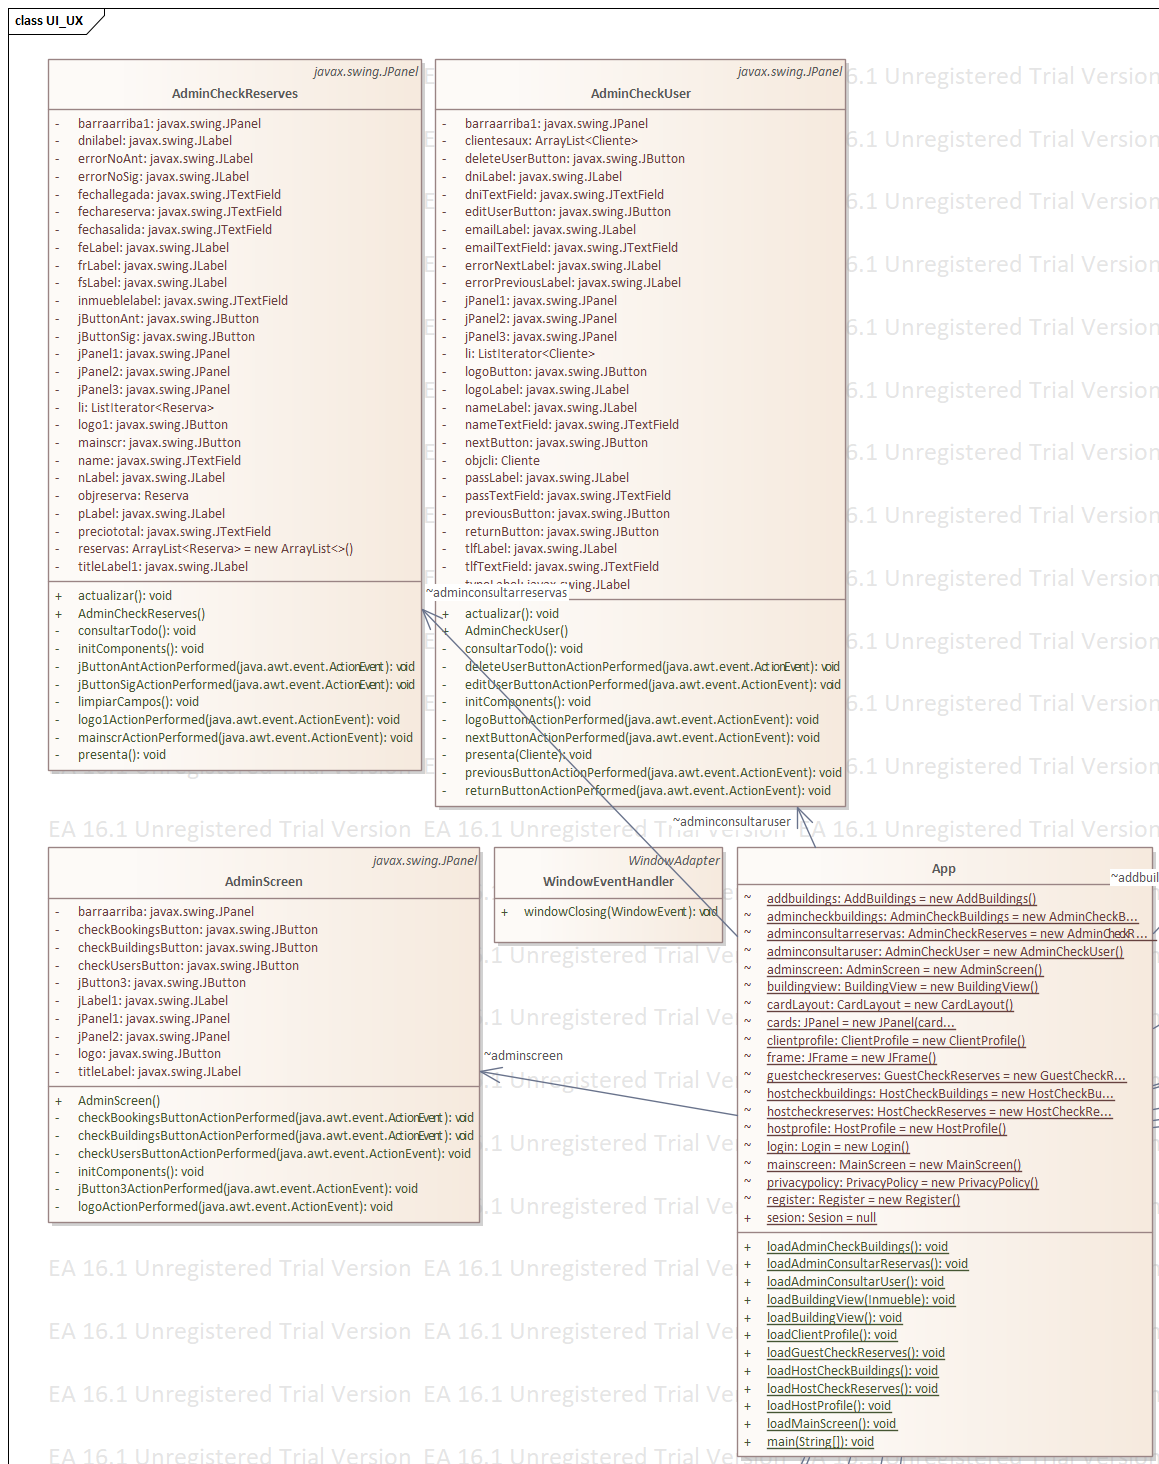 class UI_UX
javax.swing.JPanel
AdminCheckReserves
- barraarriba1: javax.swing.JPanel
- dnilabel: javax.swing.JLabel
- errorNoAnt: javax.swing.JLabel
- errorNoSig: javax.swing.JLabel
- fechallegada: javax.swing.JTextField
- fechareserva: javax.swing.JTextField
- fechasalida: javax.swing.JTextField
- feLabel: javax.swing.JLabel
- frLabel: javax.swing.JLabel
- fsLabel: javax.swing.JLabel
- inmueblelabel: javax.swing.JTextField
- jButtonAnt: javax.swing.JButton
- jButtonSig: javax.swing.JButton
- jPanel1: javax.swing.JPanel
- jPanel2: javax.swing.JPanel
- jPanel3: javax.swing.JPanel
- li: ListIterator<Reserva>
- logo1: javax.swing.JButton
- mainscr: javax.swing.JButton
- name: javax.swing.JTextField
- nLabel: javax.swing.JLabel
- objreserva: Reserva
- pLabel: javax.swing.JLabel
- preciototal: javax.swing.JTextField
- reservas: ArrayList<Reserva> = new ArrayList<>()
- titleLabel1: javax.swing.JLabel
+ actualizar(): void
+ AdminCheckReserves()
- consultarTodo(): void
- initComponents(): void
- jButtonAntActionPerformed(java.awt.event.ActionEvent): void
- jButtonSigActionPerformed(java.awt.event.ActionEvent): void
- limpiarCampos(): void
- logo1ActionPerformed(java.awt.event.ActionEvent): void
- mainscrActionPerformed(java.awt.event.ActionEvent): void
- presenta(): void
javax.swing.JPanel
AdminCheckUser
- barraarriba1: javax.swing.JPanel
- clientesaux: ArrayList<Cliente>
- deleteUserButton: javax.swing.JButton
- dniLabel: javax.swing.JLabel
- dniTextField: javax.swing.JTextField
- editUserButton: javax.swing.JButton
- emailLabel: javax.swing.JLabel
- emailTextField: javax.swing.JTextField
- errorNextLabel: javax.swing.JLabel
- errorPreviousLabel: javax.swing.JLabel
- jPanel1: javax.swing.JPanel
- jPanel2: javax.swing.JPanel
- jPanel3: javax.swing.JPanel
- li: ListIterator<Cliente>
- logoButton: javax.swing.JButton
- logoLabel: javax.swing.JLabel
- nameLabel: javax.swing.JLabel
- nameTextField: javax.swing.JTextField
- nextButton: javax.swing.JButton
- objcli: Cliente
- passLabel: javax.swing.JLabel
- passTextField: javax.swing.JTextField
- previousButton: javax.swing.JButton
- returnButton: javax.swing.JButton
- tlfLabel: javax.swing.JLabel
- tlfTextField: javax.swing.JTextField
- typeLabel: javax.swing.JLabel
~adminconsultarreservas
+ actualizar(): void
+ AdminCheckUser()
- consultarTodo(): void
- deleteUserButtonActionPerformed(java.awt.event.ActionEvent): void
- editUserButtonActionPerformed(java.awt.event.ActionEvent): void
- initComponents(): void
- logoButtonActionPerformed(java.awt.event.ActionEvent): void
- nextButtonActionPerformed(java.awt.event.ActionEvent): void
- presenta(Cliente): void
- previousButtonActionPerformed(java.awt.event.ActionEvent): void
- returnButtonActionPerformed(java.awt.event.ActionEvent): void
~adminconsultaruser
javax.swing.JPanel
AdminScreen
- barraarriba: javax.swing.JPanel
- checkBookingsButton: javax.swing.JButton
- checkBuildingsButton: javax.swing.JButton
- checkUsersButton: javax.swing.JButton
- jButton3: javax.swing.JButton
- jLabel1: javax.swing.JLabel
- jPanel1: javax.swing.JPanel
- jPanel2: javax.swing.JPanel
- logo: javax.swing.JButton
- titleLabel: javax.swing.JLabel
+ AdminScreen()
- checkBookingsButtonActionPerformed(java.awt.event.ActionEvent): void
- checkBuildingsButtonActionPerformed(java.awt.event.ActionEvent): void
- checkUsersButtonActionPerformed(java.awt.event.ActionEvent): void
- initComponents(): void
- jButton3ActionPerformed(java.awt.event.ActionEvent): void
- logoActionPerformed(java.awt.event.ActionEvent): void
WindowAdapter
WindowEventHandler
+ windowClosing(WindowEvent): void
~adminscreen
App
~addbuil
~ addbuildings: AddBuildings = new AddBuildings()
~ admincheckbuildings: AdminCheckBuildings = new AdminCheckB...
~ adminconsultarreservas: AdminCheckReserves = new AdminCheckR...
~ adminconsultaruser: AdminCheckUser = new AdminCheckUser()
~ adminscreen: AdminScreen = new AdminScreen()
~ buildingview: BuildingView = new BuildingView()
~ cardLayout: CardLayout = new CardLayout()
~ cards: JPanel = new JPanel(card...
~ clientprofile: ClientProfile = new ClientProfile()
~ frame: JFrame = new JFrame()
~ guestcheckreserves: GuestCheckReserves = new GuestCheckR...
~ hostcheckbuildings: HostCheckBuildings = new HostCheckBu...
~ hostcheckreserves: HostCheckReserves = new HostCheckRe...
~ hostprofile: HostProfile = new HostProfile()
~ login: Login = new Login()
~ mainscreen: MainScreen = new MainScreen()
~ privacypolicy: PrivacyPolicy = new PrivacyPolicy()
~ register: Register = new Register()
+ sesion: Sesion = null
+ loadAdminCheckBuildings(): void
+ loadAdminConsultarReservas(): void
+ loadAdminConsultarUser(): void
+ loadBuildingView(Inmueble): void
+ loadBuildingView(): void
+ loadClientProfile(): void
+ loadGuestCheckReserves(): void
+ loadHostCheckBuildings(): void
+ loadHostCheckReserves(): void
+ loadHostProfile(): void
+ loadMainScreen(): void
+ main(String[]): void
EA 16.1 Unregistered Trial Version EA 16.1 Unregistered Trial Version